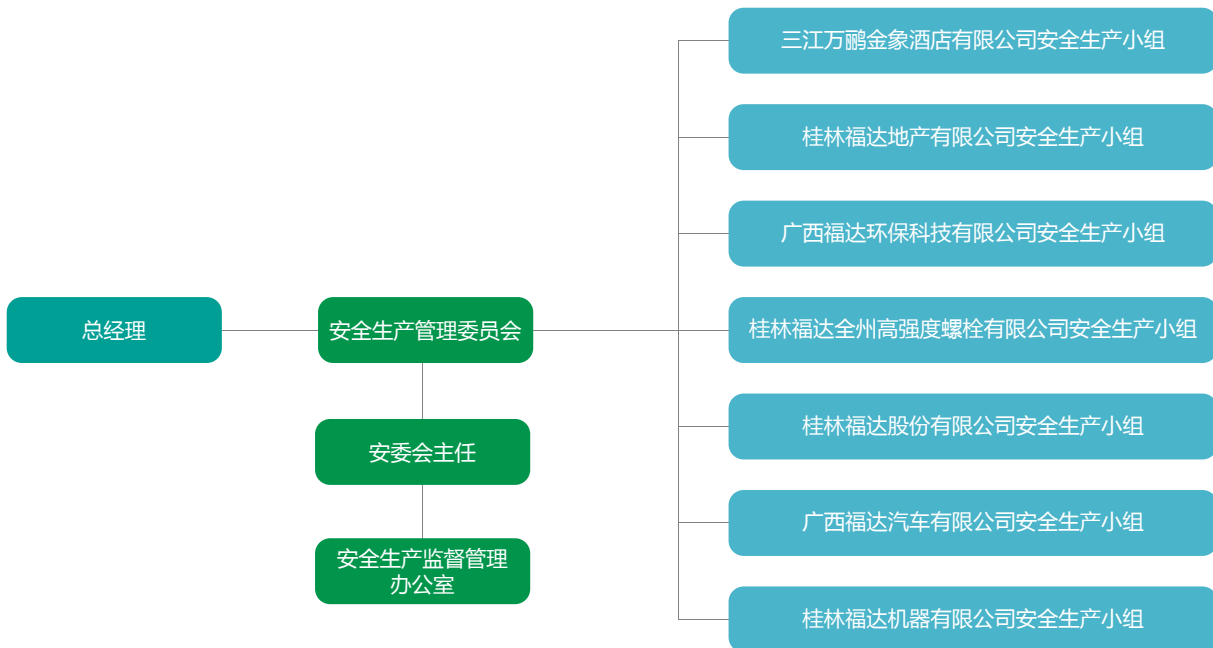 三江万鹂金象酒店有限公司安全生产小组
桂林福达地产有限公司安全生产小组
广西福达环保科技有限公司安全生产小组
总经理
安全生产管理委员会
桂林福达全州高强度螺栓有限公司安全生产小组
安委会主任
桂林福达股份有限公司安全生产小组
广西福达汽车有限公司安全生产小组
安全生产监督管理
办公室
桂林福达机器有限公司安全生产小组